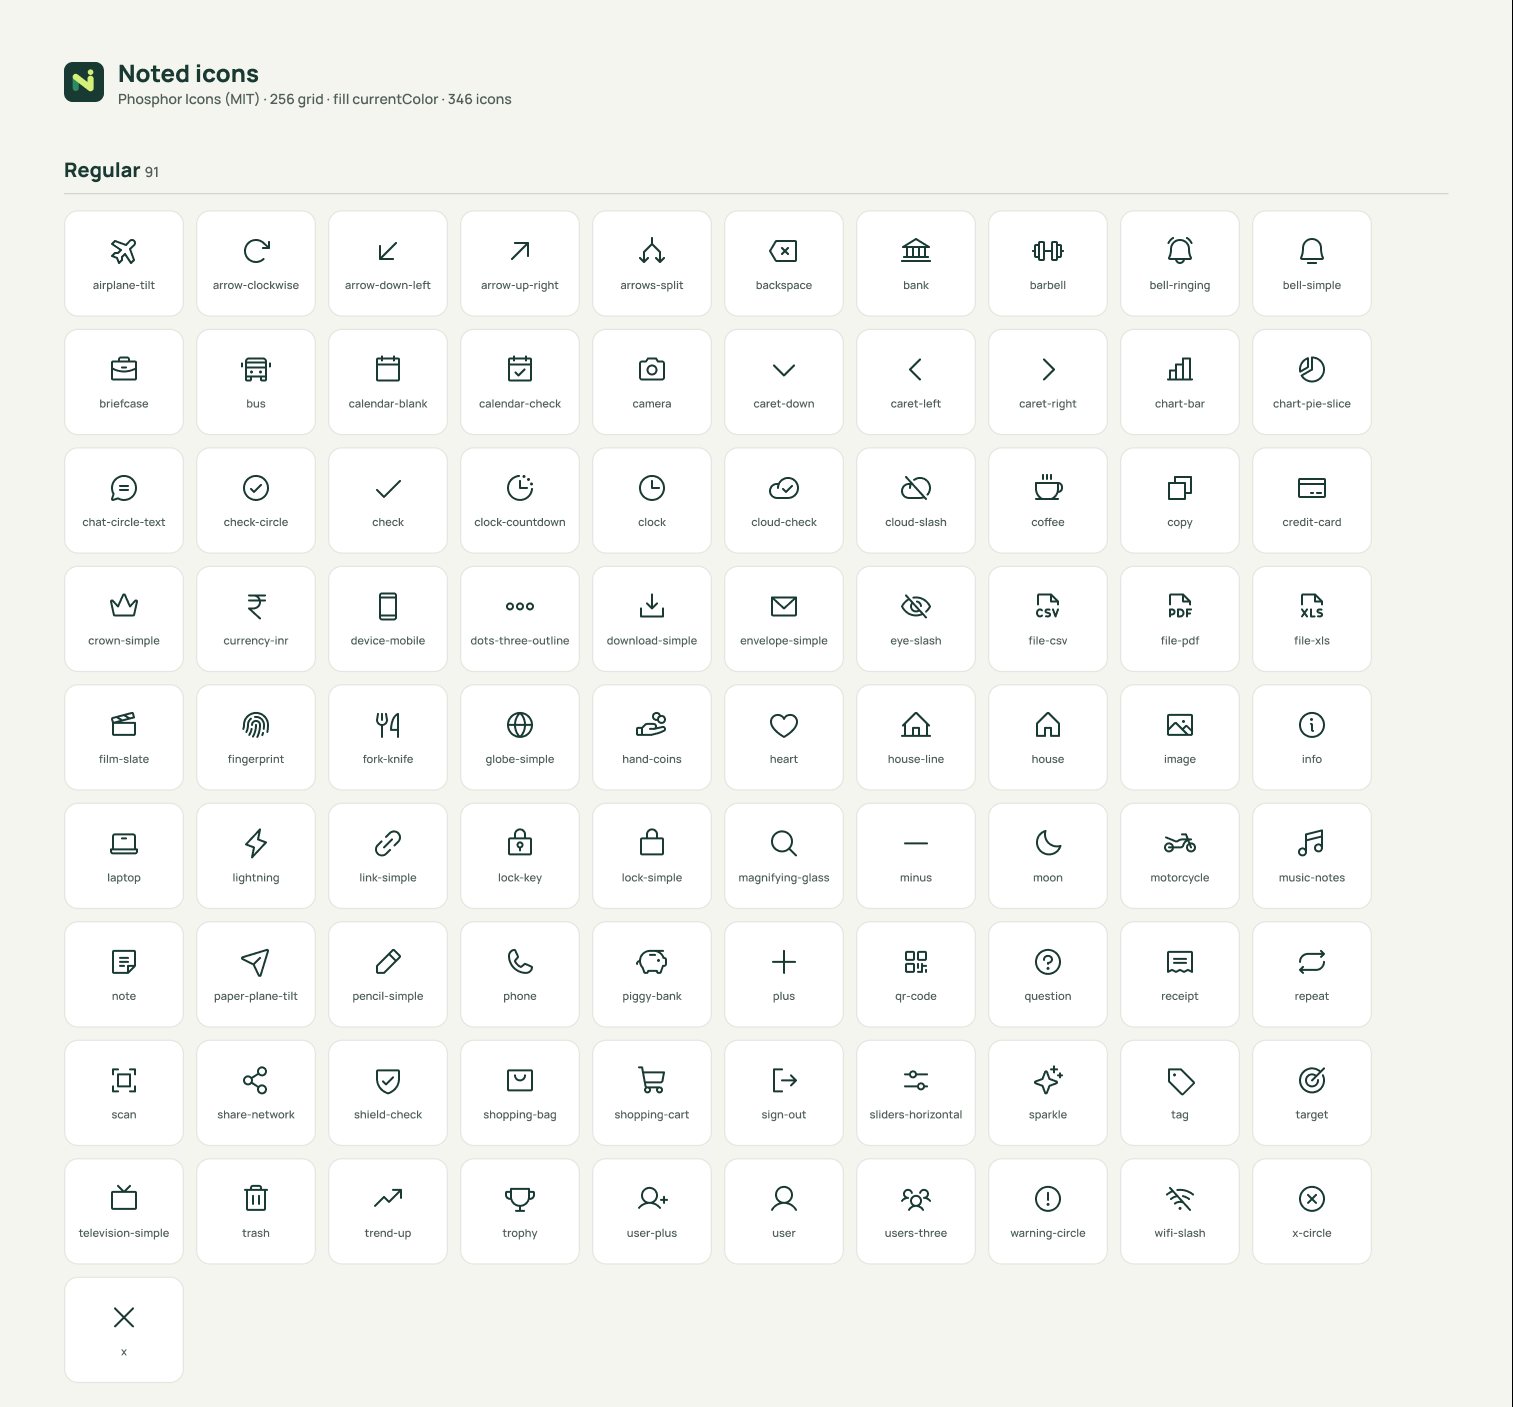 Noted icons
Phosphor Icons (MIT) · 256 grid · fill currentColor · 346 icons
Regular 91
airplane-tilt arrow-clockwise arrow-down-left arrow-up-right arrows-split backspace bank barbell bell-ringing bell-simple
briefcase bus calendar-blank calendar-check camera caret-down caret-left caret-right chart-bar chart-pie-slice
chat-circle-text check-circle check clock-countdown clock cloud-check cloud-slash coffee copy credit-card
CSV PDF XLS
crown-simple currency-inr device-mobile dots-three-outline download-simple envelope-simple eye-slash file-csv file-pdf file-xls
film-slate fingerprint fork-knife globe-simple hand-coins heart house-line house image info
laptop lightning link-simple lock-key lock-simple magnifying-glass minus moon motorcycle music-notes
note paper-plane-tilt pencil-simple phone piggy-bank plus qr-code question receipt repeat
scan share-network shield-check shopping-bag shopping-cart sign-out sliders-horizontal sparkle tag target
television-simple trash trend-up trophy user-plus user users-three warning-circle wifi-slash x-circle
x